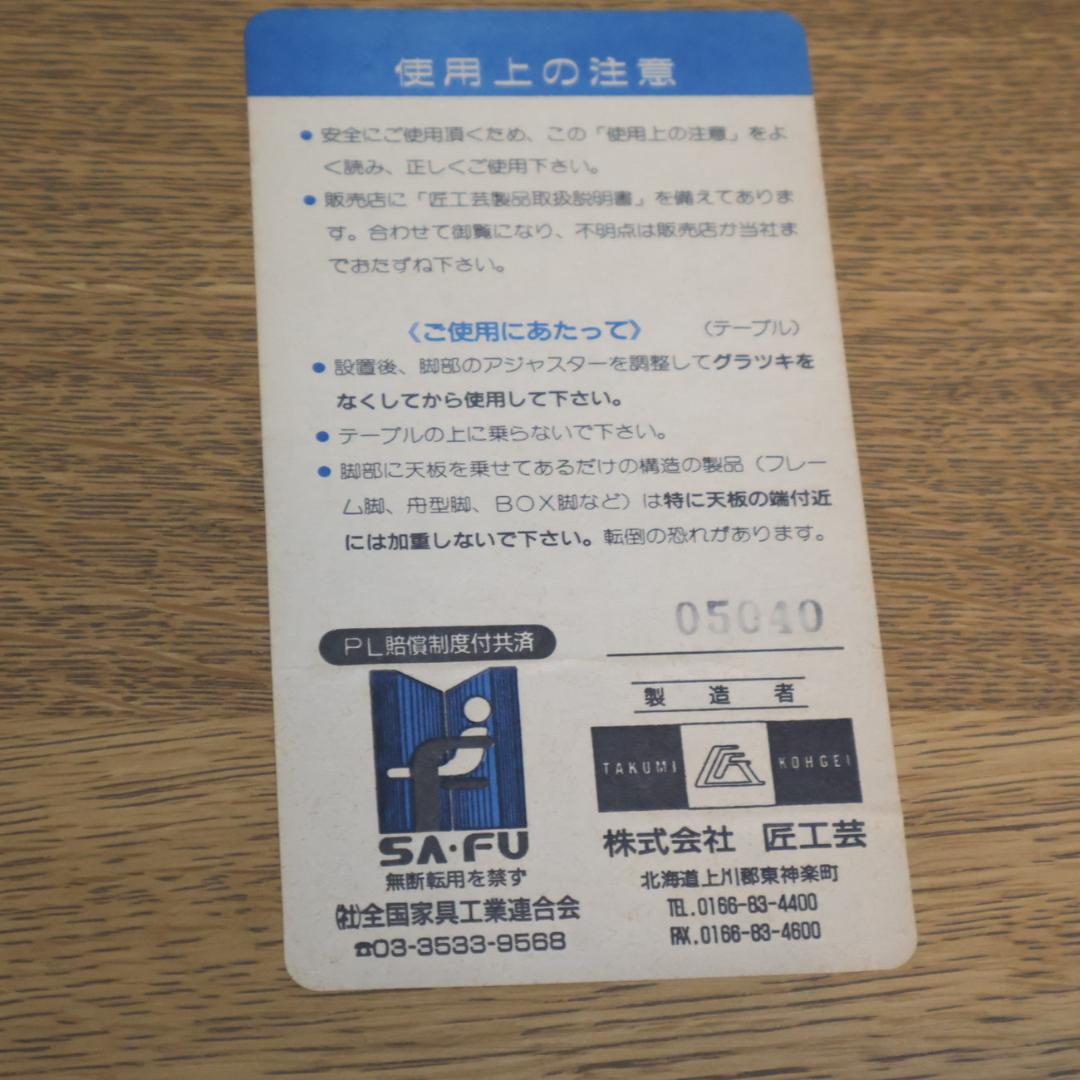 使用上の注意
●安全にご使用頂くため、この「使用上の注意」をよ
く読み、正しくご使用下さい。
●販売店に「匠工芸製品取扱説明書」を備えてありま
す。合わせて御覧になり、不明点は販売店か当社ま
でおたずね下さい。
《ご使用にあたって》 (テーブル)
●設置後、脚部のアジャスターを調整してグラツキを
なくしてから使用して下さい。
●テーブルの上に乗らないで下さい。
●脚部に天板を乗せてあるだけの構造の製品(フレー
ム脚、舟型脚、BOX脚など)は特に天板の端付近
には加重しないで下さい。転倒の恐れがあります。
05040
PL賠償制度付共済
SA・FU
無断転用を禁ず
㈳全国家具工業連合会
☎03-3533-9568
製造者
TAKUMI KOHGEI
株式会社 匠工芸
北海道上川郡東神楽町
TEL.0166-83-4400
FAX.0166-83-4600